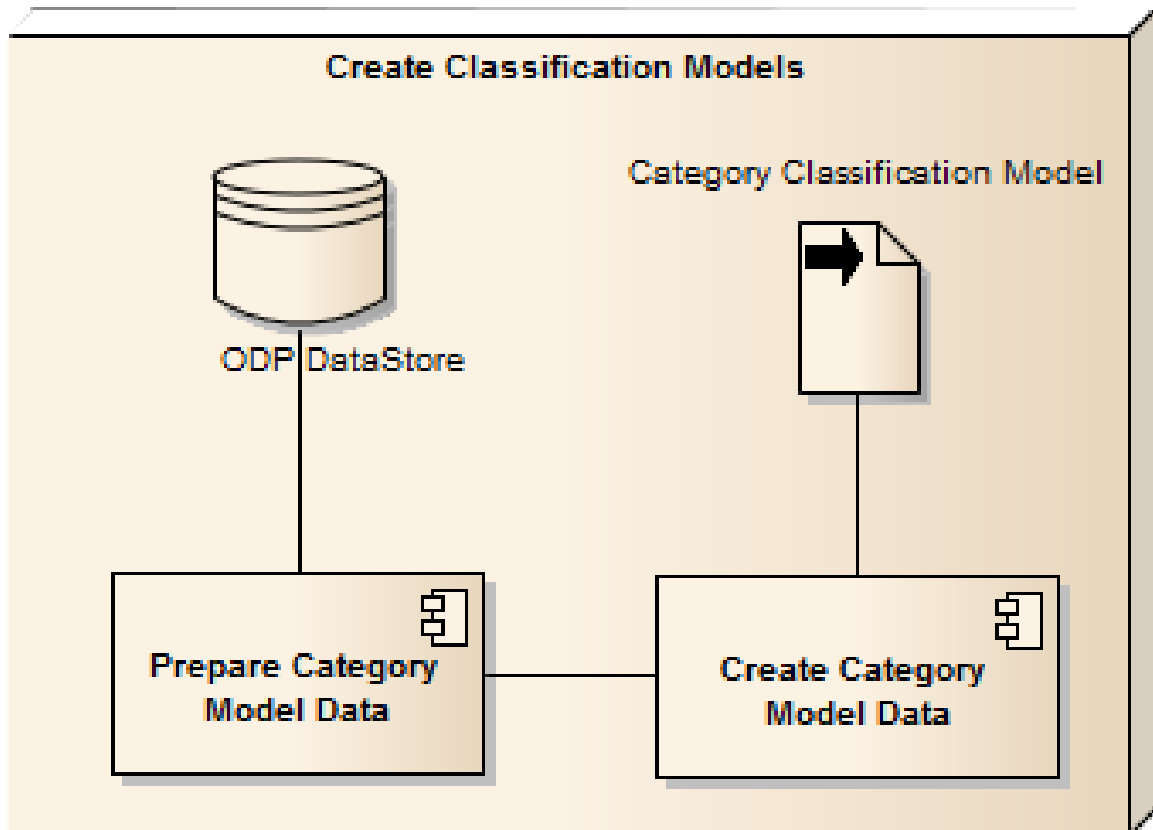 Create Classification Models
Category Classification Model
ODP DataStore
Prepare Category
Model Data
Create Category
Model Data